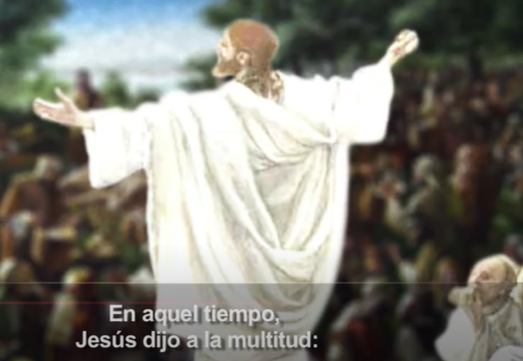 En aquel tiempo,
Jesús dijo a la multitud: